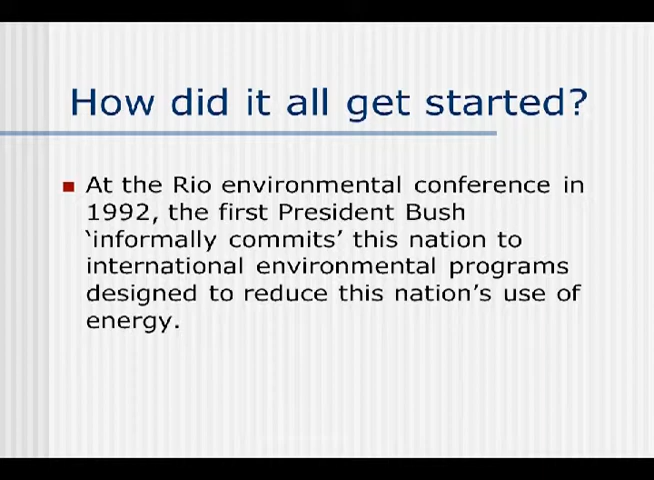 How did it all get started?
At the Rio environmental conference in
1992, the first President Bush
‘informally commits’ this nation to
international environmental programs
designed to reduce this nation’s use of
energy.